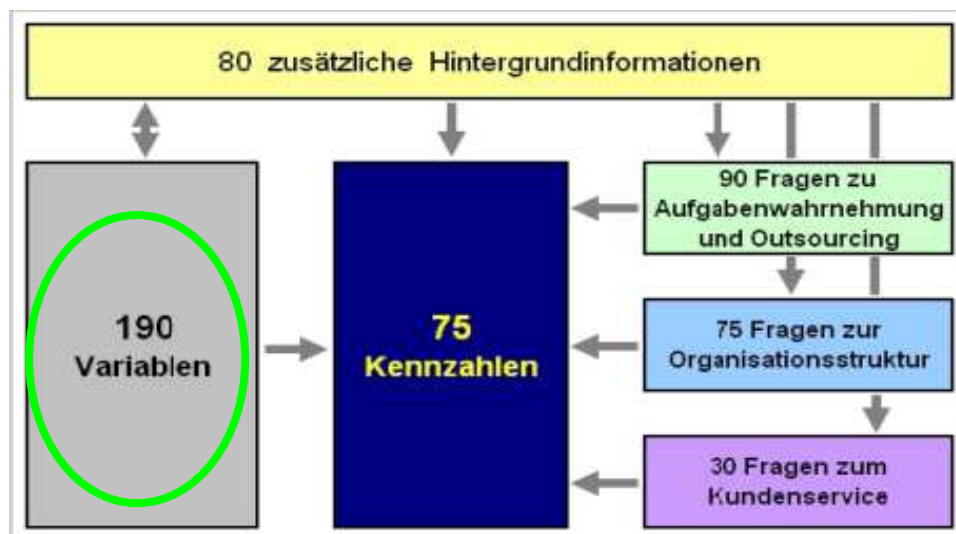 80 zusätzliche Hintergrundinformationen
190
Variablen
75
Kennzahlen
90 Fragen zu
Aufgabenwahrnehmung
und Outsourcing
75 Fragen zur
Organisationsstruktur
30 Fragen zum
Kundenservice